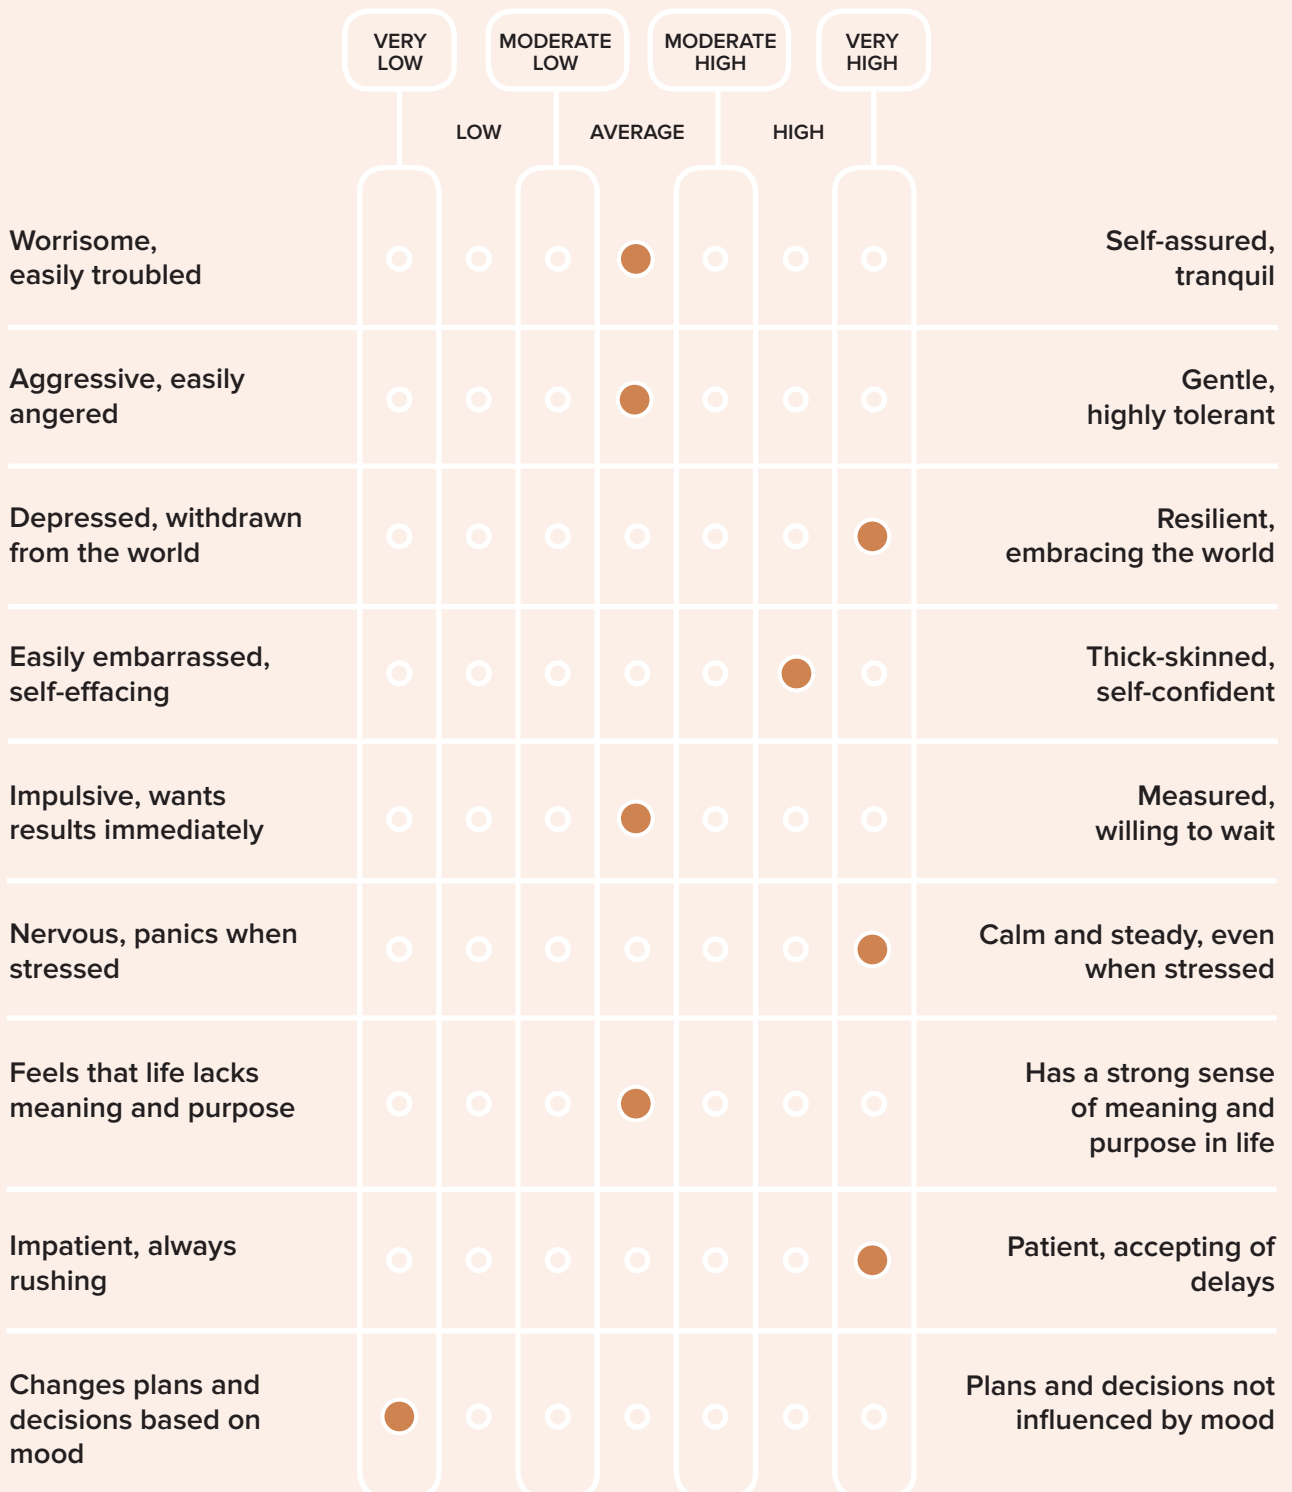 VERY
LOW
MODERATE
LOW
MODERATE
HIGH
VERY
HIGH
LOW
AVERAGE
HIGH
Worrisome,
easily troubled
Self-assured,
tranquil
Aggressive, easily
angered
Gentle,
highly tolerant
Depressed, withdrawn
from the world
Resilient,
embracing the world
Easily embarrassed,
self-effacing
Thick-skinned,
self-confident
Impulsive, wants
results immediately
Measured,
willing to wait
Nervous, panics when
stressed
Calm and steady, even
when stressed
Feels that life lacks
meaning and purpose
Has a strong sense
of meaning and
purpose in life
Impatient, always
rushing
Patient, accepting of
delays
Changes plans and
decisions based on
mood
Plans and decisions not
influenced by mood